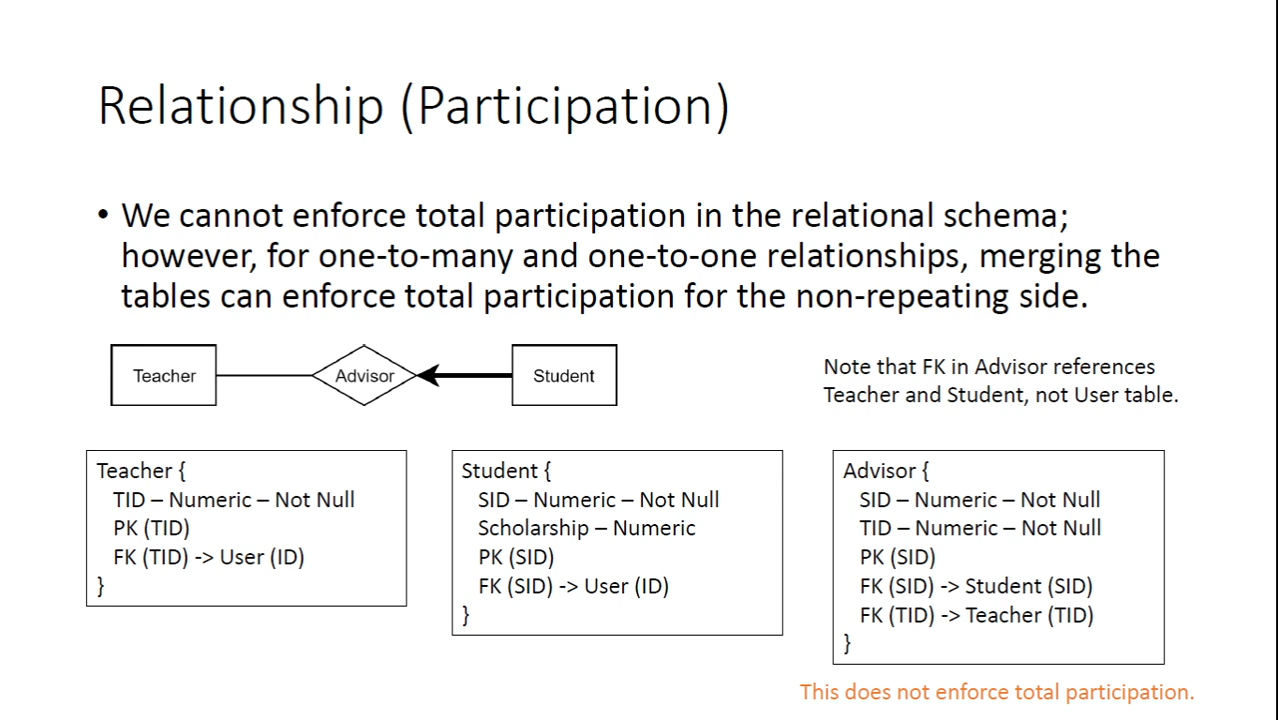 Relationship (Participation)
• We cannot enforce total participation in the relational schema;
however, for one-to-many and one-to-one relationships, merging the
tables can enforce total participation for the non-repeating side.
Teacher
Advisor
Student
Note that FK in Advisor references
Teacher and Student, not User table.
Teacher {
TID – Numeric – Not Null
PK (TID)
FK (TID) -> User (ID)
}
Student {
SID – Numeric – Not Null
Scholarship – Numeric
PK (SID)
FK (SID) -> User (ID)
}
Advisor {
SID – Numeric – Not Null
TID – Numeric – Not Null
PK (SID)
FK (SID) -> Student (SID)
FK (TID) -> Teacher (TID)
}
This does not enforce total participation.